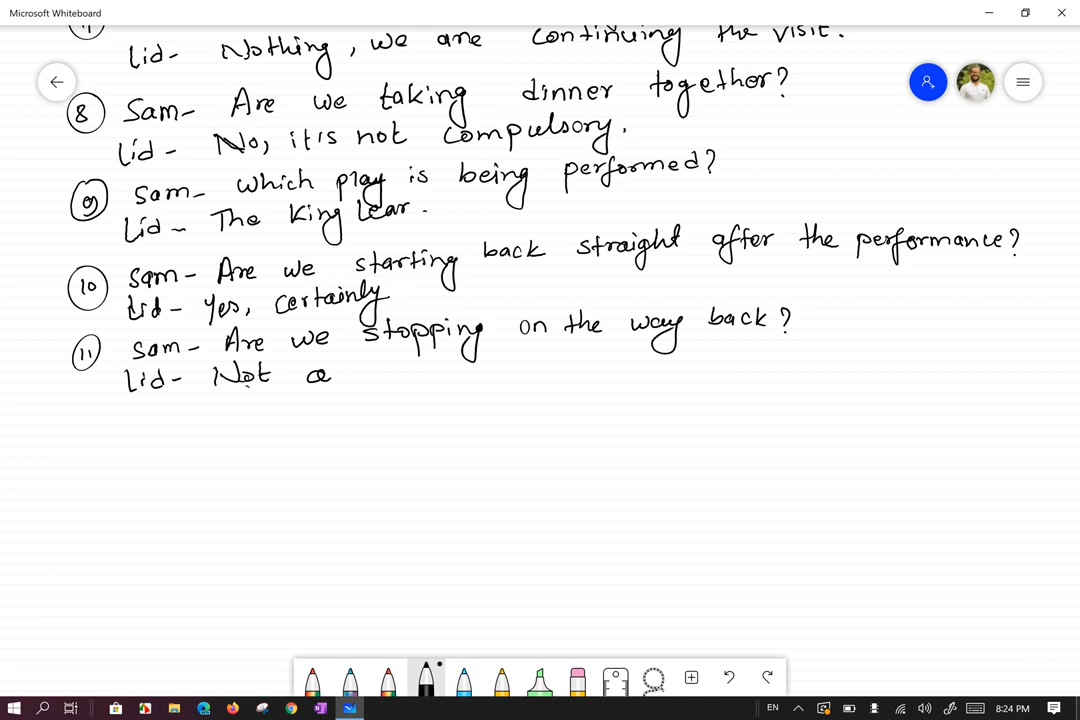 Microsoft Whiteboard
Lid- Nothing, we are continuing the visit.
8 Sam- Are we taking dinner together?
Lid- No, it's not compulsory.
9 Sam- which play is being performed?
Lid- The King Lear.
10 Sam- Are we starting back straight after the performance?
Lid- Yes, certainly
11 Sam- Are we stopping on the way back?
Lid- Not a
EN 8:24 PM